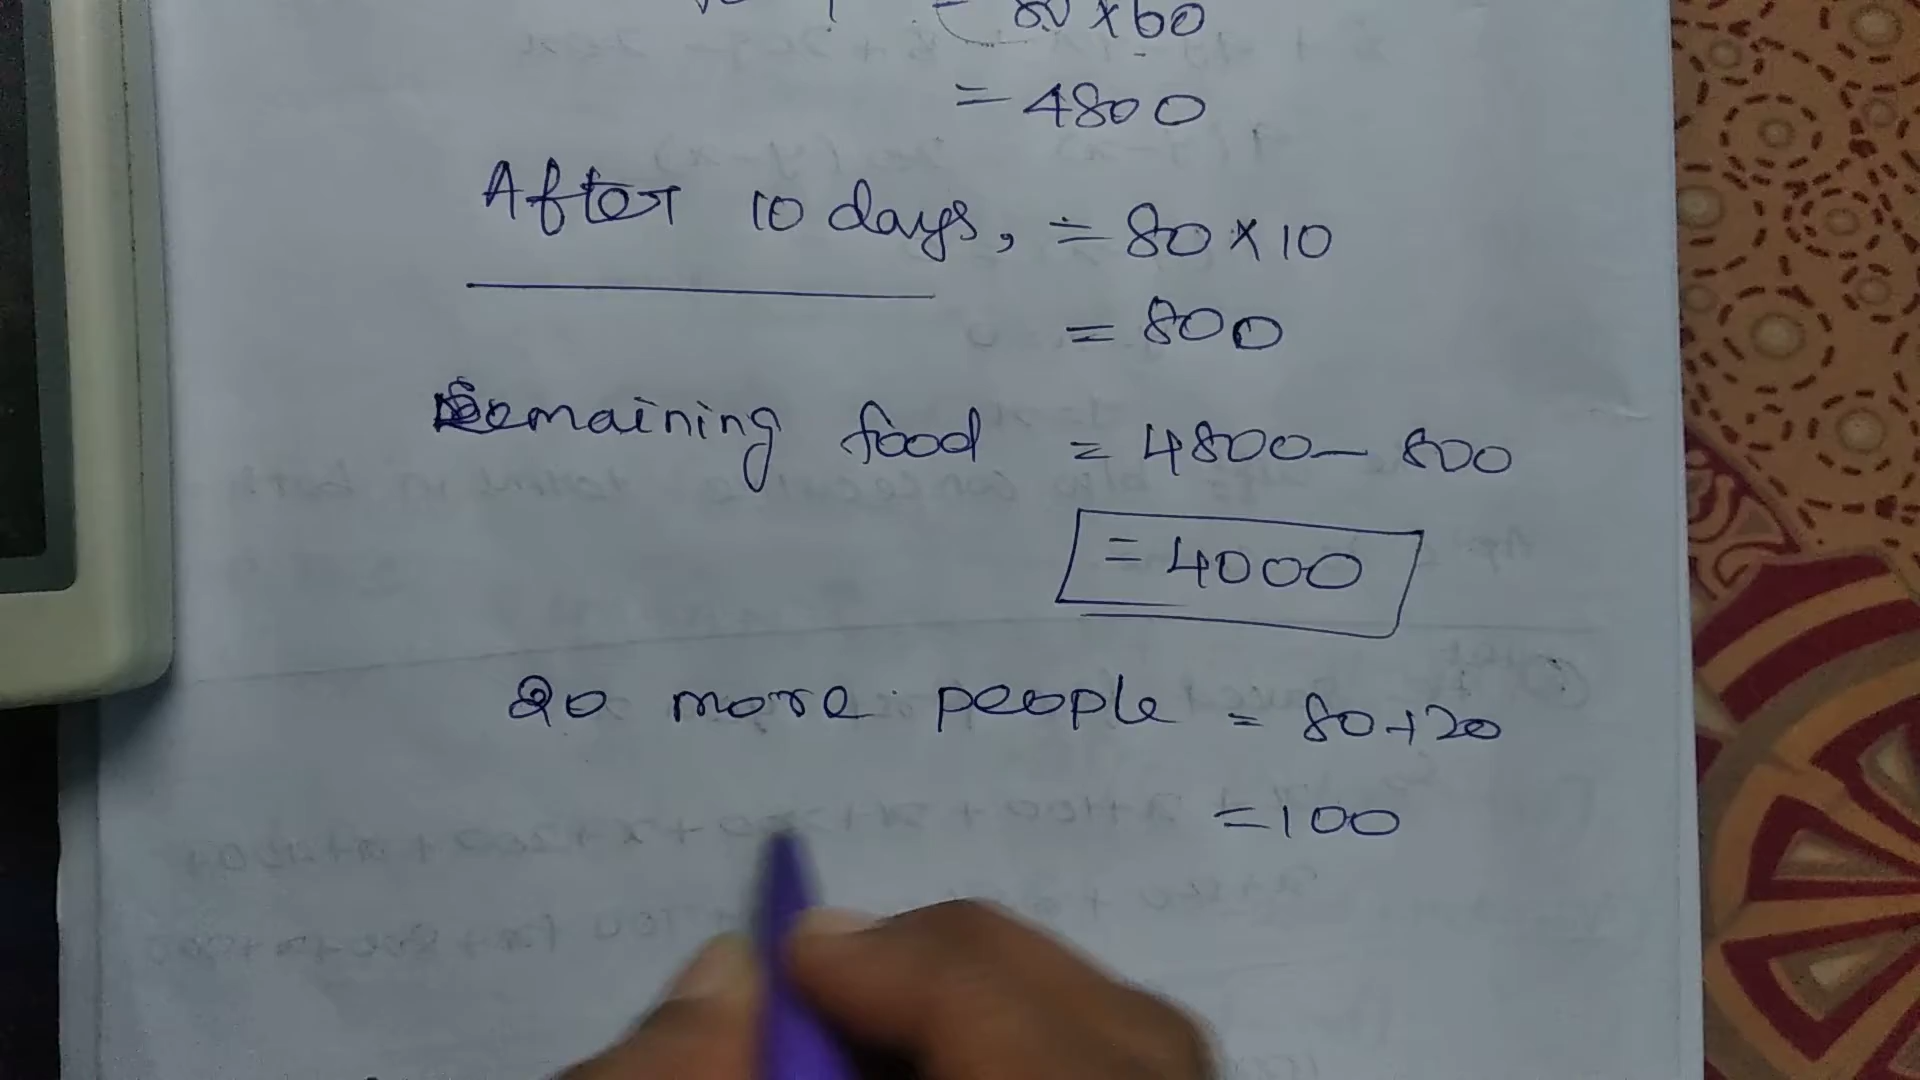 = 80 × 60
= 4800
After 10 days, = 80 × 10
= 800
Remaining food = 4800 - 800
= 4000
20 more people = 80+20
= 100